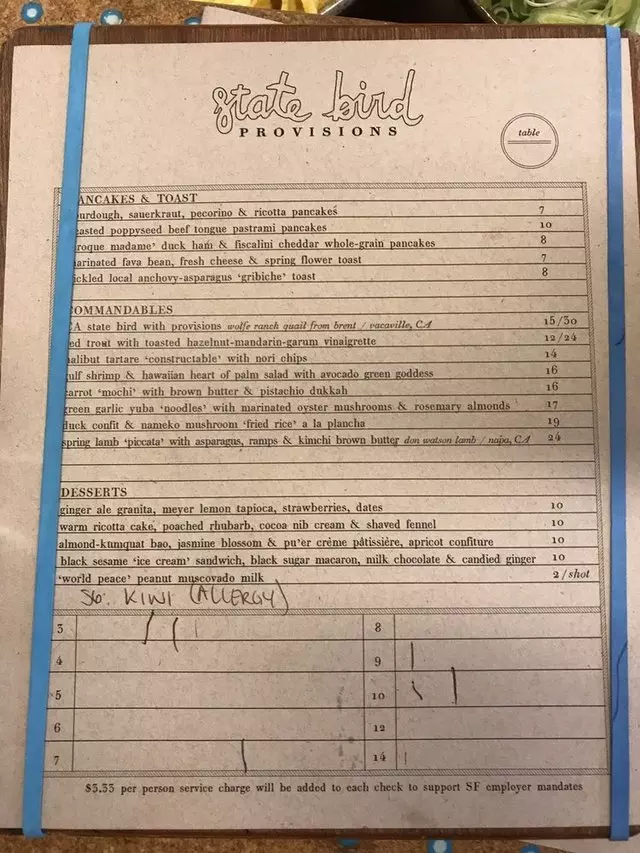 state bird
PROVISIONS
table
ANCAKES & TOAST
ourdough, sauerkraut, pecorino & ricotta pancakes 7
oasted poppyseed beef tongue pastrami pancakes 10
roque madame' duck ham & fiscalini cheddar whole-grain pancakes 8
arinated fava bean, fresh cheese & spring flower toast 7
ickled local anchovy-asparagus 'gribiche' toast 8
COMMANDABLES
CA state bird with provisions wolfe ranch quail from brent / vacaville, CA 15/30
ed trout with toasted hazelnut-mandarin-garum vinaigrette 12/24
halibut tartare 'constructable' with nori chips 14
gulf shrimp & hawaiian heart of palm salad with avocado green goddess 16
carrot 'mochi' with brown butter & pistachio dukkah 16
green garlic yuba 'noodles' with marinated oyster mushrooms & rosemary almonds 17
duck confit & nameko mushroom 'fried rice' a la plancha 19
spring lamb 'piccata' with asparagus, ramps & kimchi brown butter don watson lamb / napa, CA 24
DESSERTS
ginger ale granita, meyer lemon tapioca, strawberries, dates 10
warm ricotta cake, poached rhubarb, cocoa nib cream & shaved fennel 10
almond-kumquat bao, jasmine blossom & pu'er crème pâtissière, apricot confiture 10
black sesame 'ice cream' sandwich, black sugar macaron, milk chocolate & candied ginger 10
'world peace' peanut muscovado milk 2/shot
KIWI (ALLERGY)
3 8
4 9
5 10
6 12
7 14
$3.33 per person service charge will be added to each check to support SF employer mandates